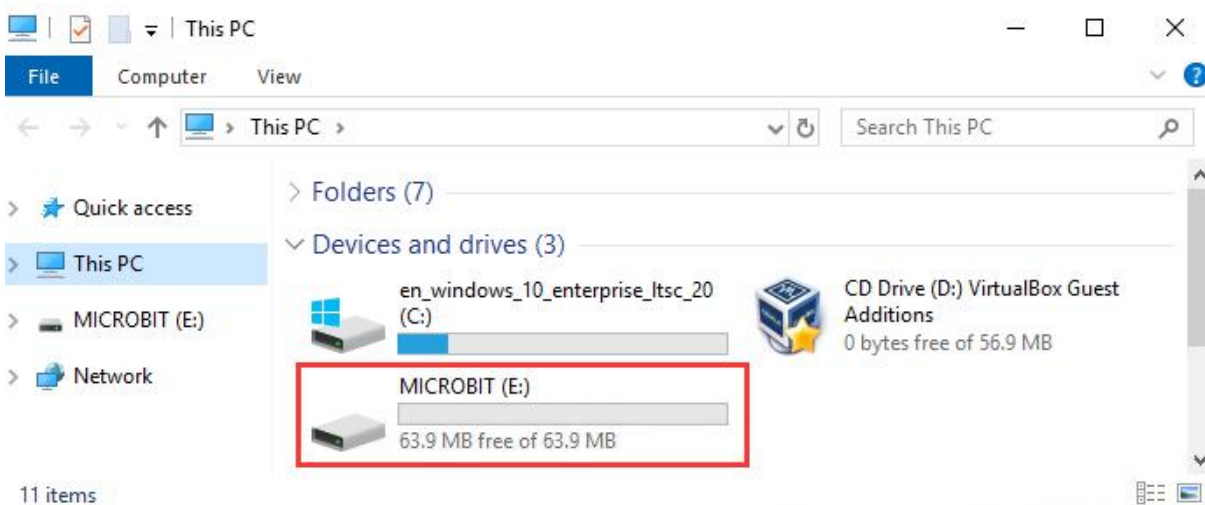 This PC
File Computer View
This PC
Search This PC
Quick access
This PC
MICROBIT (E:)
Network
Folders (7)
Devices and drives (3)
en_windows_10_enterprise_ltsc_20
(C:)
CD Drive (D:) VirtualBox Guest
Additions
0 bytes free of 56.9 MB
MICROBIT (E:)
63.9 MB free of 63.9 MB
11 items